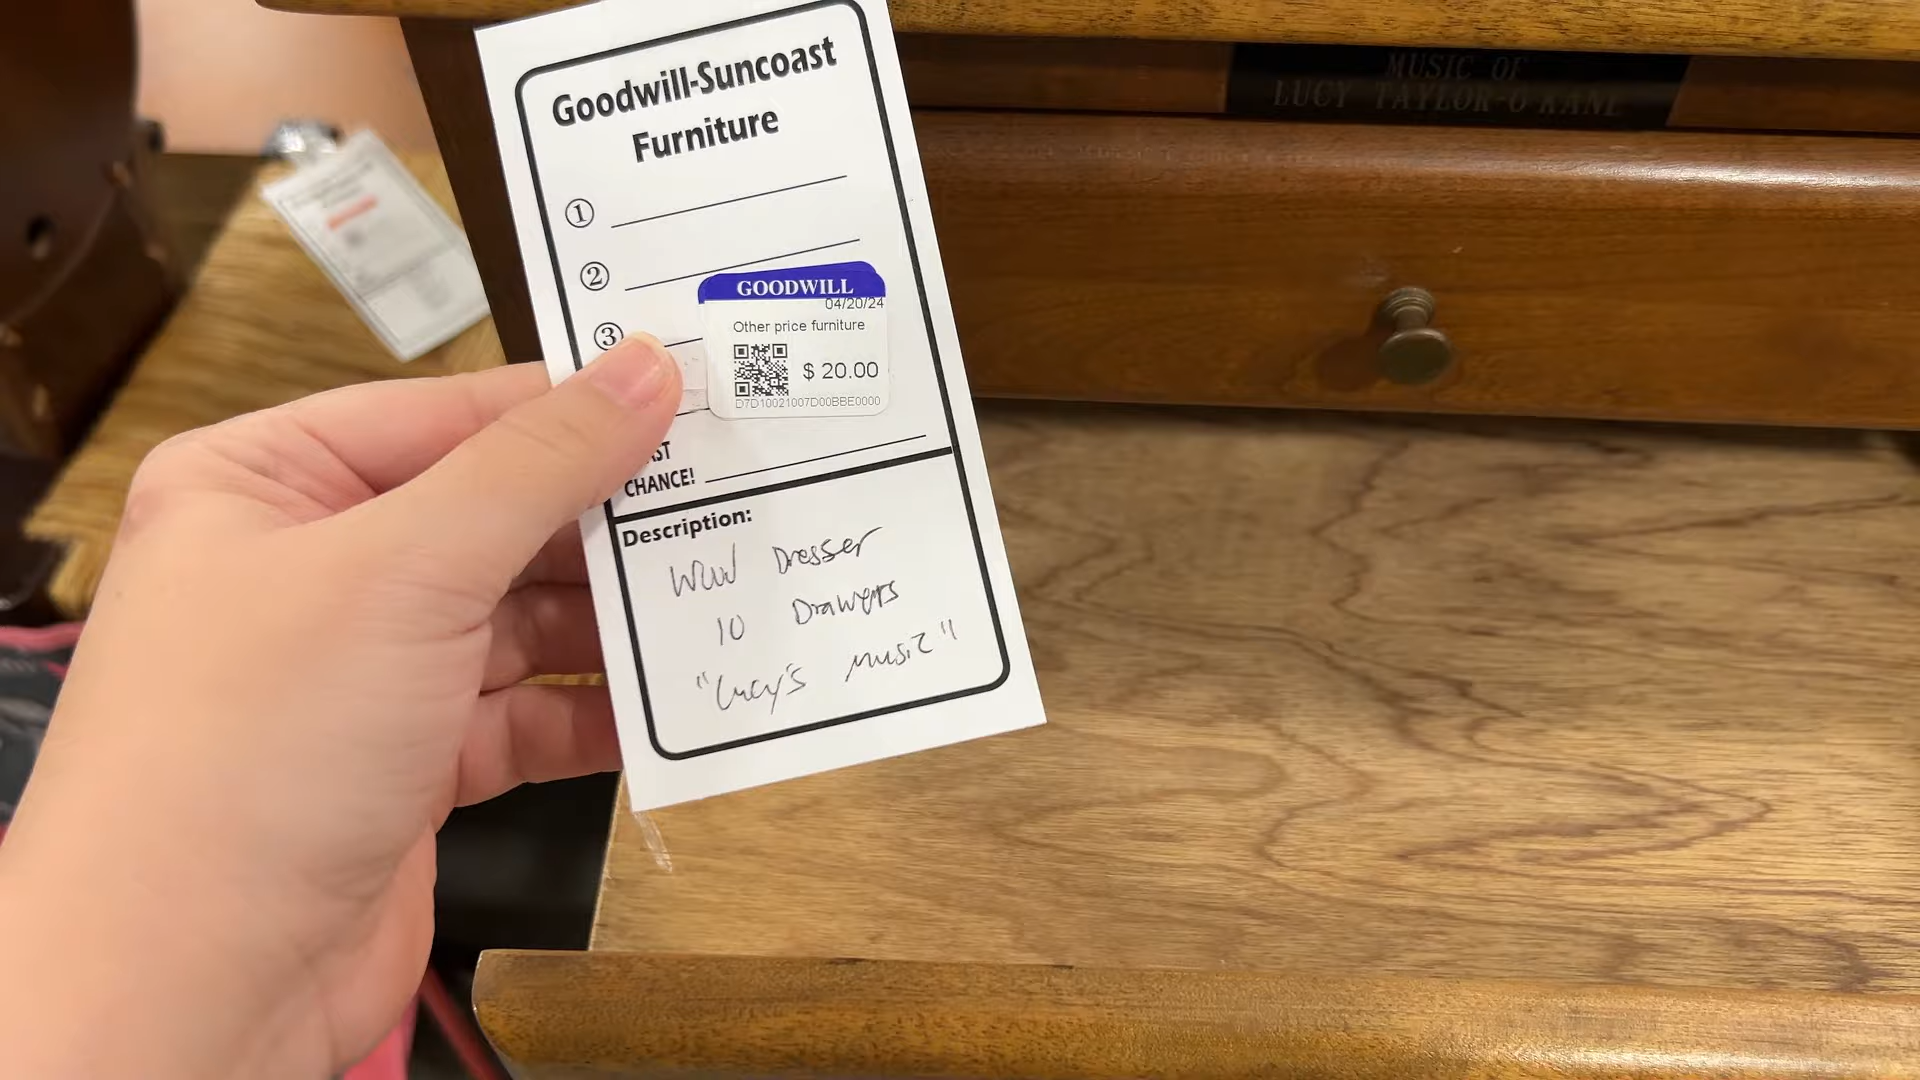 MUSIC OF
LUCY TAYLOR-O'KANE
Goodwill-Suncoast
Furniture
①
②
③
GOODWILL
04/20/24
Other price furniture
$ 20.00
D7D10021007D00BBE0000
CHANCE!
Description:
Dresser
10 Drawers
"Lucy's Music"